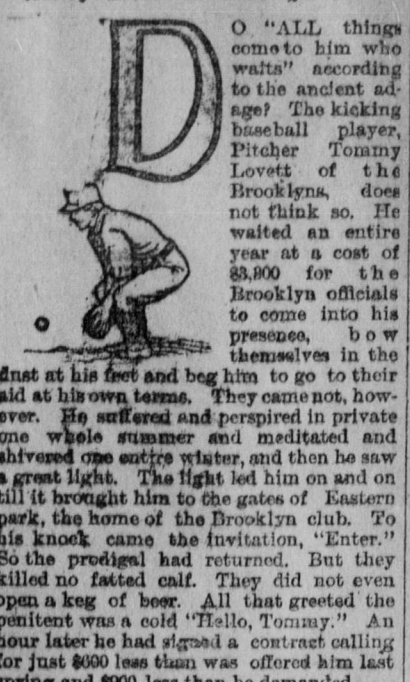 DO "ALL things
come to him who
waits" according
to the ancient ad-
age? The kicking
baseball player,
Pitcher Tommy
Lovett of the
Brooklyns, does
not think so. He
waited an entire
year at a cost of
$3,800 for the
Brooklyn officials
to come into his
presence, bow
themselves in the
dust at his feet and beg him to go to their
aid at his own terms. They came not, how-
ever. He suffered and perspired in private
one whole summer and meditated and
shivered one entire winter, and then he saw
a great light. The light led him on and on
till it brought him to the gates of Eastern
park, the home of the Brooklyn club. To
his knock came the invitation, "Enter."
So the prodigal had returned. But they
killed no fatted calf. They did not even
open a keg of beer. All that greeted the
penitent was a cold "Hello, Tommy." An
hour later he had signed a contract calling
for just $600 less than was offered him last
spring and $900 less than he demanded